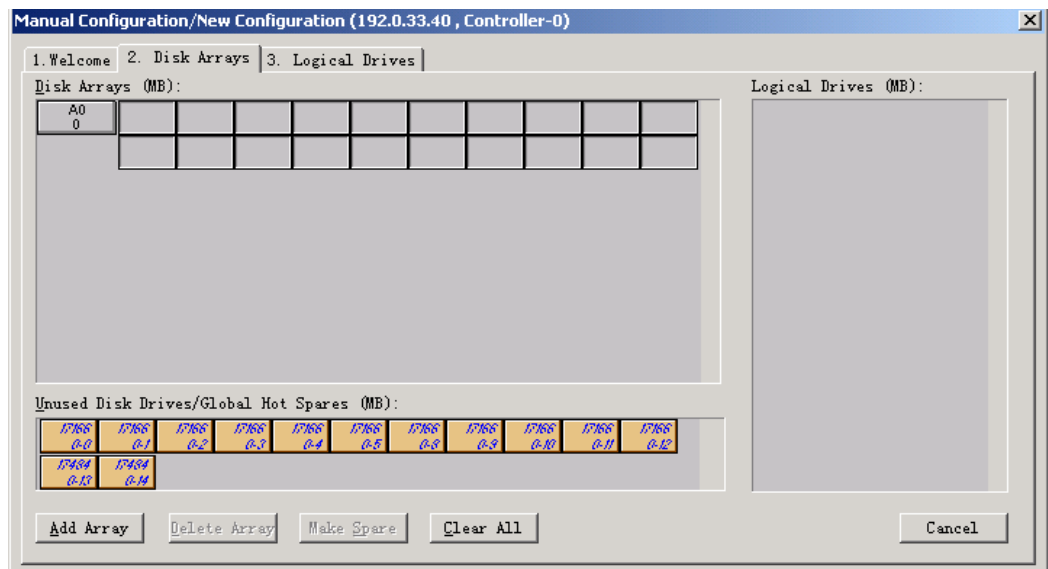 Manual Configuration/New Configuration (192.0.33.40 , Controller-0)
1.Welcome 2. Disk Arrays 3. Logical Drives
Disk Arrays (MB): Logical Drives (MB):
A0
0
Unused Disk Drives/Global Hot Spares (MB):
17166 17166 17166 17166 17166 17166 17166 17166 17166 17166 17166
0-0 0-1 0-2 0-3 0-4 0-5 0-8 0-9 0-10 0-11 0-12
17434 17434
0-13 0-14
Add Array Delete Array Make Spare Clear All Cancel